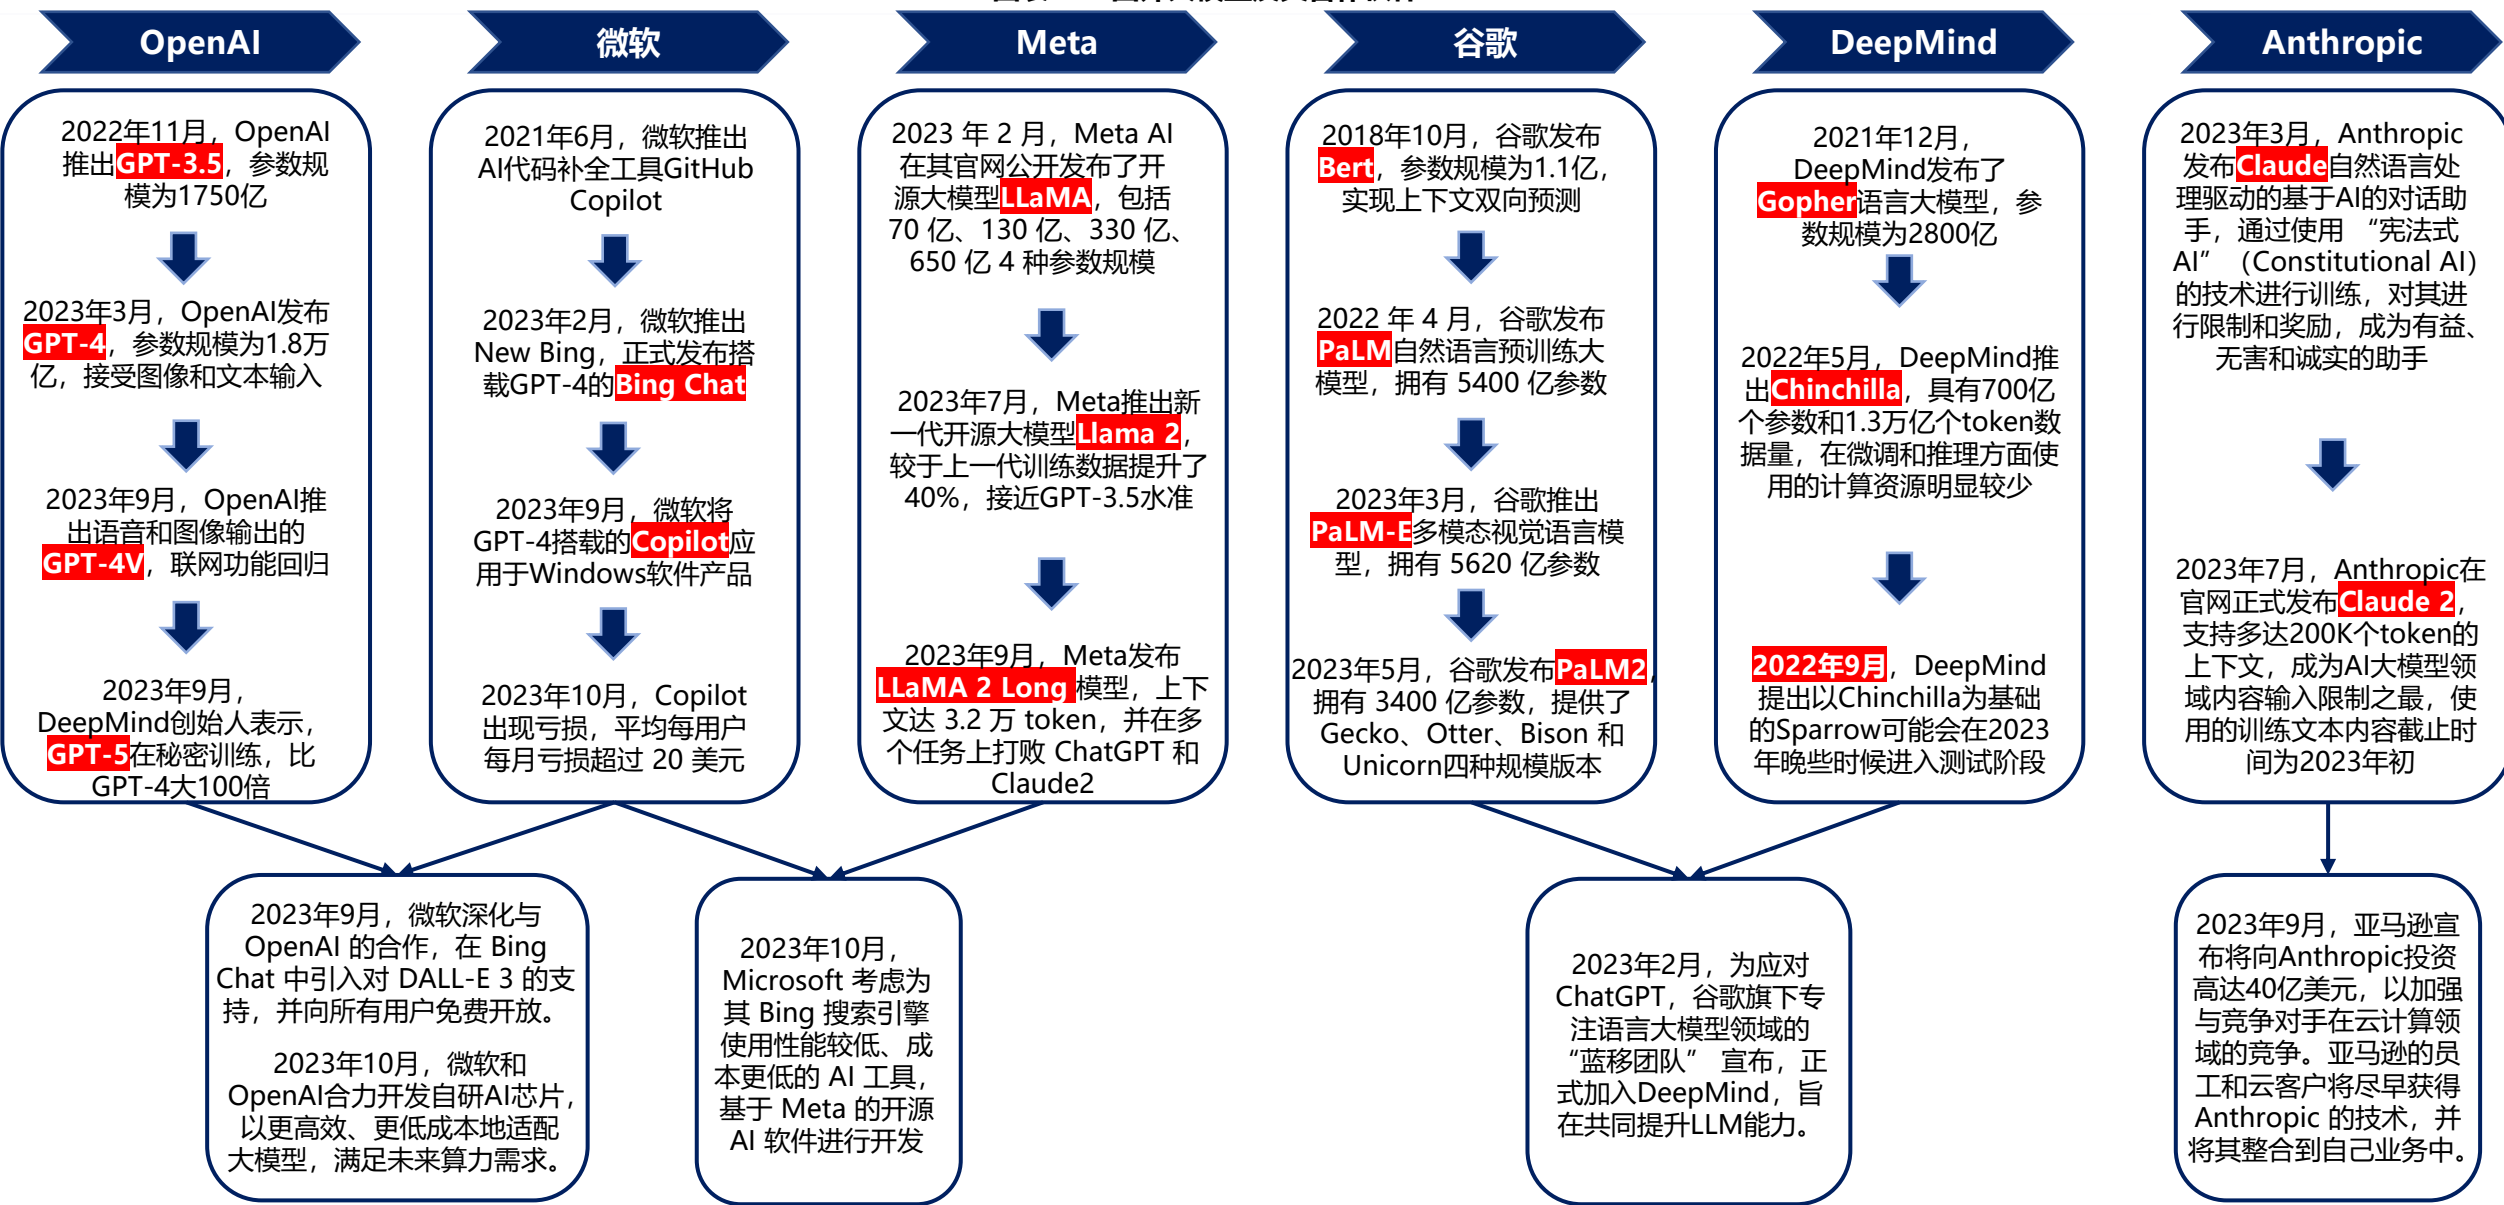 OpenAI
2022年11月，OpenAI
推出GPT-3.5，参数规
模为1750亿
2023年3月，OpenAI发布
GPT-4，参数规模为1.8万
亿，接受图像和文本输入
2023年9月，OpenAI推
出语音和图像输出的
GPT-4V，联网功能回归
2023年9月，
DeepMind创始人表示，
GPT-5在秘密训练，比
GPT-4大100倍
微软
2021年6月，微软推出
AI代码补全工具GitHub
Copilot
2023年2月，微软推出
New Bing，正式发布搭
载GPT-4的Bing Chat
2023年9月，微软将
GPT-4搭载的Copilot应
用于Windows软件产品
2023年10月，Copilot
出现亏损，平均每用户
每月亏损超过 20 美元
Meta
2023 年 2 月，Meta AI
在其官网公开发布了开
源大模型LLaMA，包括
70 亿、130 亿、330 亿、
650 亿 4 种参数规模
2023年7月，Meta推出新
一代开源大模型Llama 2，
较于上一代训练数据提升了
40%，接近GPT-3.5水准
2023年9月，Meta发布
LLaMA 2 Long 模型，上下
文达 3.2 万 token，并在多
个任务上打败 ChatGPT 和
Claude2
谷歌
2018年10月，谷歌发布
Bert，参数规模为1.1亿，
实现上下文双向预测
2022 年 4 月，谷歌发布
PaLM自然语言预训练大
模型，拥有 5400 亿参数
2023年3月，谷歌推出
PaLM-E多模态视觉语言模
型，拥有 5620 亿参数
2023年5月，谷歌发布PaLM2，
拥有 3400 亿参数，提供了
Gecko、Otter、Bison 和
Unicorn四种规模版本
DeepMind
2021年12月，
DeepMind发布了
Gopher语言大模型，参
数规模为2800亿
2022年5月，DeepMind推
出Chinchilla，具有700亿
个参数和1.3万亿个token数
据量，在微调和推理方面使
用的计算资源明显较少
2022年9月，DeepMind
提出以Chinchilla为基础
的Sparrow可能会在2023
年晚些时候进入测试阶段
Anthropic
2023年3月，Anthropic
发布Claude自然语言处
理驱动的基于AI的对话助
手，通过使用 “宪法式
AI” （Constitutional AI）
的技术进行训练，对其进
行限制和奖励，成为有益、
无害和诚实的助手
2023年7月，Anthropic在
官网正式发布Claude 2，
支持多达200K个token的
上下文，成为AI大模型领
域内容输入限制之最，使
用的训练文本内容截止时
间为2023年初
2023年9月，微软深化与
OpenAI 的合作，在 Bing
Chat 中引入对 DALL-E 3 的支
持，并向所有用户免费开放。
2023年10月，微软和
OpenAI合力开发自研AI芯片，
以更高效、更低成本地适配
大模型，满足未来算力需求。
2023年10月，
Microsoft 考虑为
其 Bing 搜索引擎
使用性能较低、成
本更低的 AI 工具，
基于 Meta 的开源
AI 软件进行开发
2023年2月，为应对
ChatGPT，谷歌旗下专
注语言大模型领域的
“蓝移团队” 宣布，正
式加入DeepMind，旨
在共同提升LLM能力。
2023年9月，亚马逊宣
布将向Anthropic投资
高达40亿美元，以加强
与竞争对手在云计算领
域的竞争。亚马逊的员
工和云客户将尽早获得
Anthropic 的技术，并
将其整合到自己业务中。